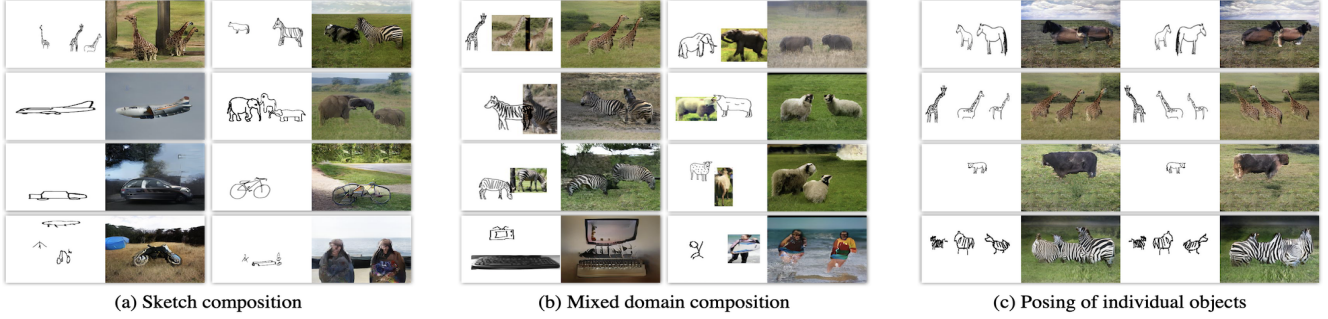 (a) Sketch composition
(b) Mixed domain composition
(c) Posing of individual objects